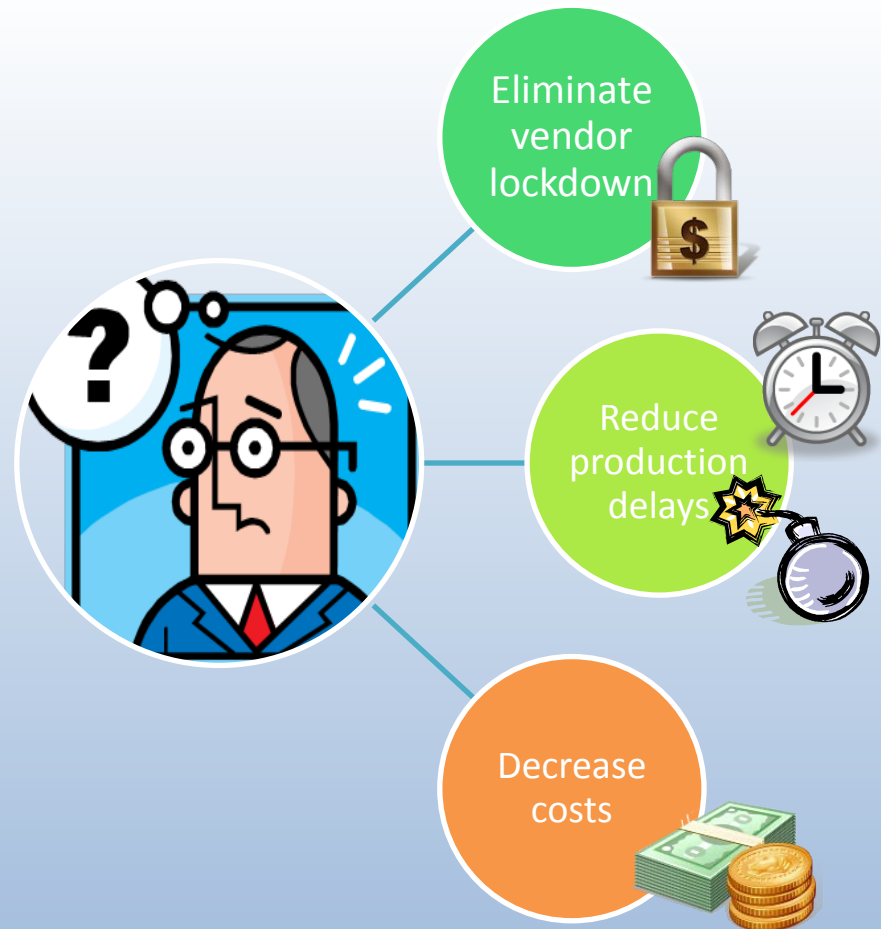 Eliminate
vendor
lockdown
$
?
Reduce
production
delays
Decrease
costs